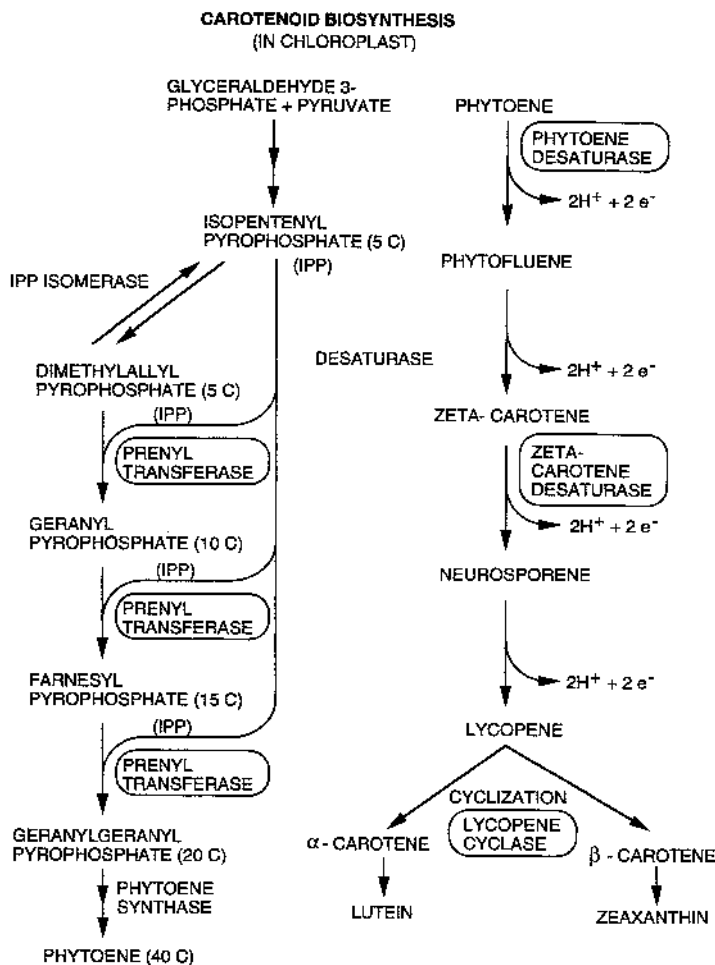 CAROTENOID BIOSYNTHESIS
(IN CHLOROPLAST)
GLYCERALDEHYDE 3-
PHOSPHATE + PYRUVATE
ISOPENTENYL
PYROPHOSPHATE (5 C)
(IPP)
IPP ISOMERASE
DIMETHYLALLYL
PYROPHOSPHATE (5 C)
(IPP)
PRENYL
TRANSFERASE
GERANYL
PYROPHOSPHATE (10 C)
(IPP)
PRENYL
TRANSFERASE
FARNESYL
PYROPHOSPHATE (15 C)
(IPP)
PRENYL
TRANSFERASE
GERANYLGERANYL
PYROPHOSPHATE (20 C)
PHYTOENE
SYNTHASE
PHYTOENE (40 C)
PHYTOENE
PHYTOENE
DESATURASE
2H+ + 2 e-
PHYTOFLUENE
DESATURASE
2H+ + 2 e-
ZETA- CAROTENE
ZETA-
CAROTENE
DESATURASE
2H+ + 2 e-
NEUROSPORENE
2H+ + 2 e-
LYCOPENE
CYCLIZATION
LYCOPENE
CYCLASE
α - CAROTENE
β - CAROTENE
LUTEIN
ZEAXANTHIN